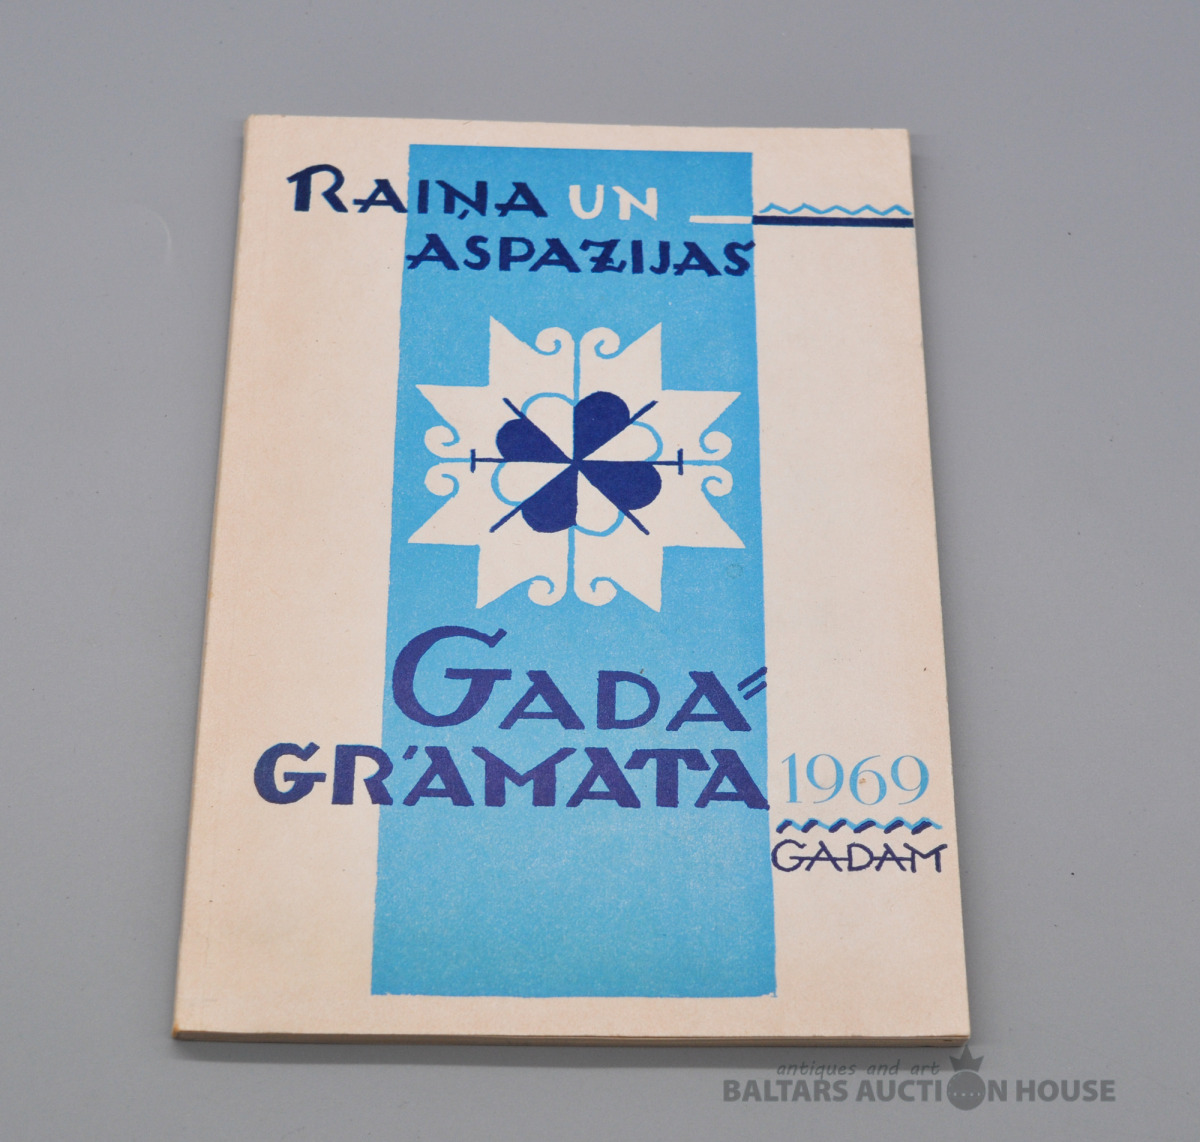 RAIŅA UN
ASPAZIJAS
GADA=
GRĀMATA 1969
GADAM
antiques and art
BALTARS AUCTION HOUSE